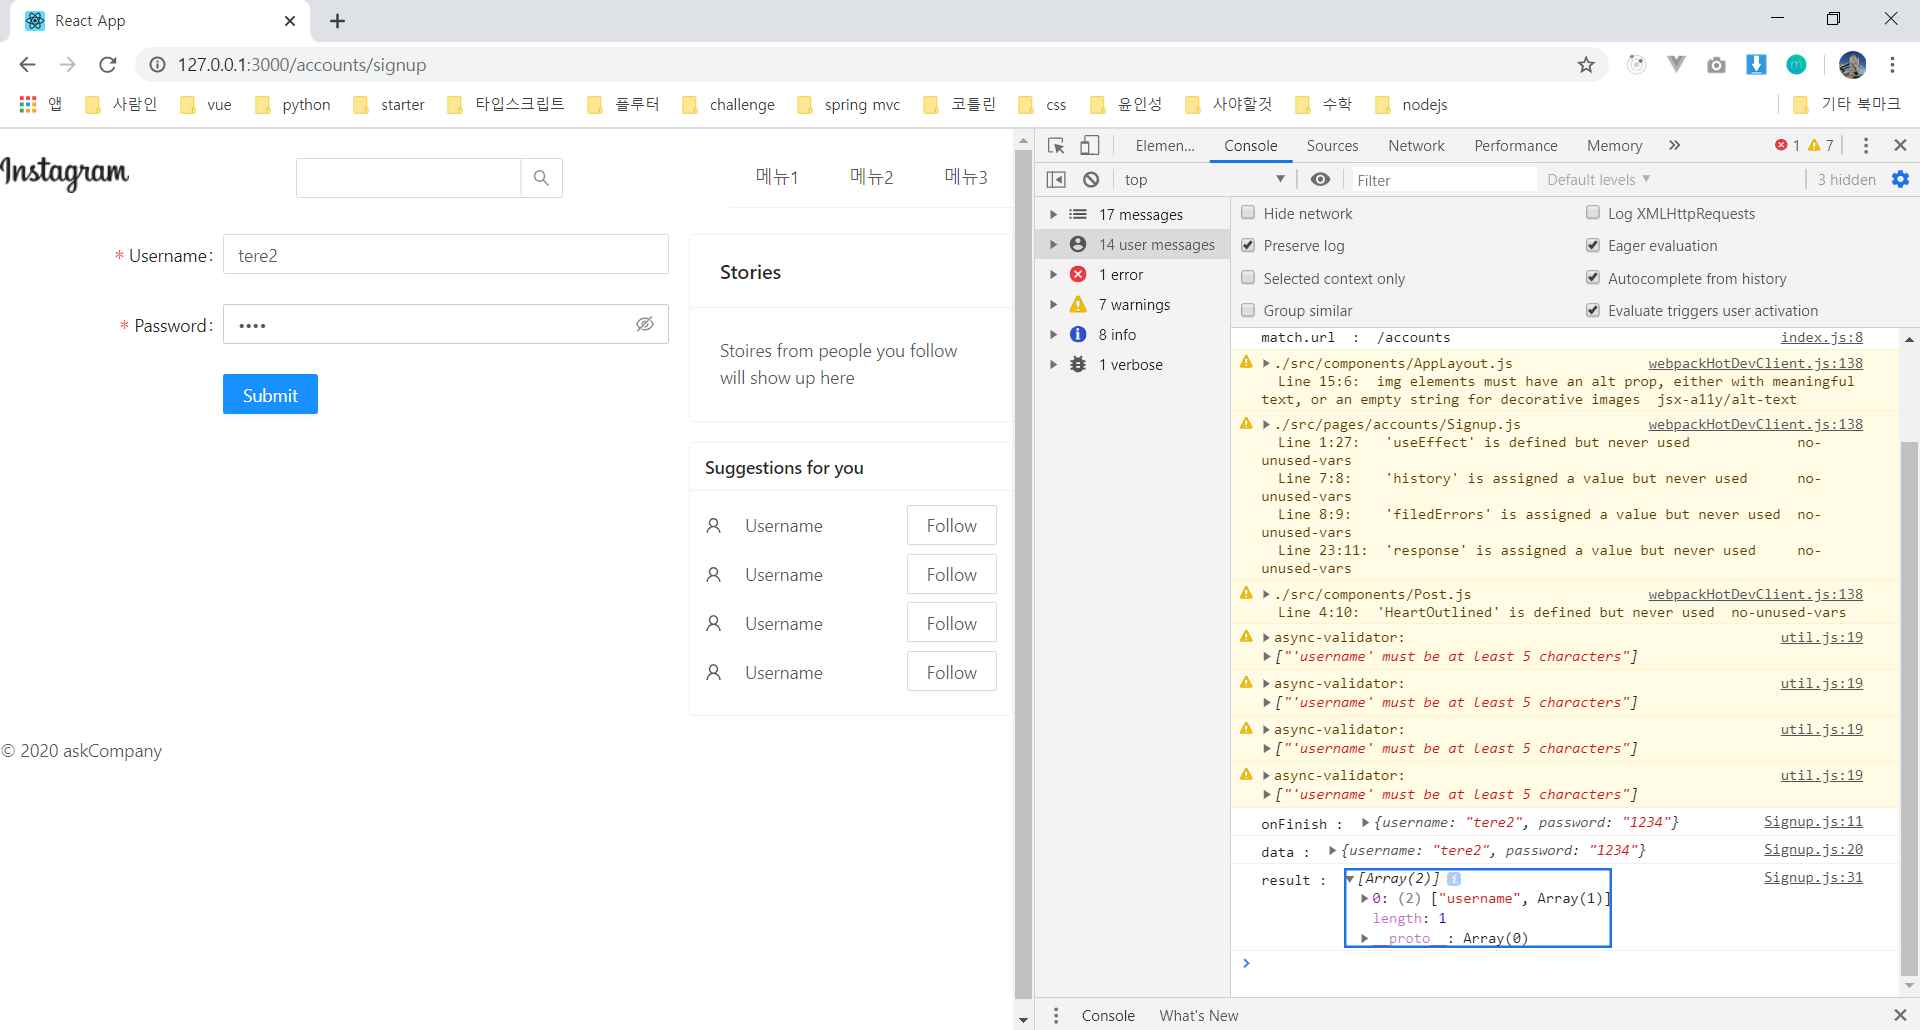 React App
127.0.0.1:3000/accounts/signup
앱 사람인 vue python starter 타입스크립트 플루터 challenge spring mvc 코틀린 css 윤인성 사야할것 수학 nodejs 기타 북마크
Instagram
메뉴1 메뉴2 메뉴3
* Username: tere2
* Password: ••••
Submit
Stories
Stoires from people you follow
will show up here
Suggestions for you
Username Follow
Username Follow
Username Follow
Username Follow
© 2020 askCompany
Elemen... Console Sources Network Performance Memory » 1 7
top Filter Default levels 3 hidden
17 messages
14 user messages
1 error
7 warnings
8 info
1 verbose
Hide network Log XMLHttpRequests
Preserve log Eager evaluation
Selected context only Autocomplete from history
Group similar Evaluate triggers user activation
match.url : /accounts index.js:8
./src/components/AppLayout.js webpackHotDevClient.js:138
Line 15:6: img elements must have an alt prop, either with meaningful
text, or an empty string for decorative images jsx-a11y/alt-text
./src/pages/accounts/Signup.js webpackHotDevClient.js:138
Line 1:27: 'useEffect' is defined but never used no-
unused-vars
Line 7:8: 'history' is assigned a value but never used no-
unused-vars
Line 8:9: 'filedErrors' is assigned a value but never used no-
unused-vars
Line 23:11: 'response' is assigned a value but never used no-
unused-vars
./src/components/Post.js webpackHotDevClient.js:138
Line 4:10: 'HeartOutlined' is defined but never used no-unused-vars
async-validator: util.js:19
["'username' must be at least 5 characters"]
async-validator: util.js:19
["'username' must be at least 5 characters"]
async-validator: util.js:19
["'username' must be at least 5 characters"]
async-validator: util.js:19
["'username' must be at least 5 characters"]
onFinish : {username: "tere2", password: "1234"} Signup.js:11
data : {username: "tere2", password: "1234"} Signup.js:20
result : [Array(2)] i Signup.js:31
0: (2) ["username", Array(1)]
length: 1
__proto__: Array(0)
Console What's New